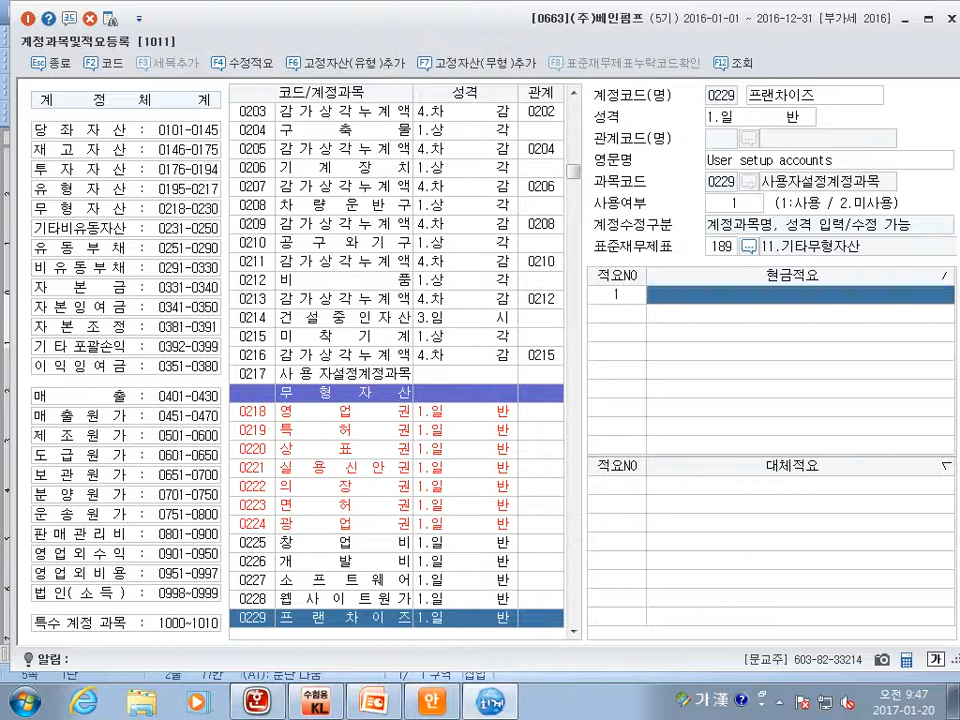 [0663](주)베인펌프 (5기) 2016-01-01 ~ 2016-12-31 [부가세 2016]
계정과목및적요등록 [1011]
Esc 종료 F2 코드 F3 세목추가 F4 수정적요 F6 고정자산(유형)추가 F7 고정자산(무형)추가 F8 표준재무제표누락코드확인 F12 조회
계 정 체 계
당 좌 자 산 : 0101-0145
재 고 자 산 : 0146-0175
투 자 자 산 : 0176-0194
유 형 자 산 : 0195-0217
무 형 자 산 : 0218-0230
기타비유동자산 : 0231-0250
유 동 부 채 : 0251-0290
비 유 동 부 채 : 0291-0330
자 본 금 : 0331-0340
자 본 잉 여 금 : 0341-0350
자 본 조 정 : 0381-0391
기 타 포괄손익 : 0392-0399
이 익 잉 여 금 : 0351-0380
매 출 : 0401-0430
매 출 원 가 : 0451-0470
제 조 원 가 : 0501-0600
도 급 원 가 : 0601-0650
보 관 원 가 : 0651-0700
분 양 원 가 : 0701-0750
운 송 원 가 : 0751-0800
판 매 관 리 비 : 0801-0900
영 업 외 수 익 : 0901-0950
영 업 외 비 용 : 0951-0997
법 인 ( 소 득 ) : 0998-0999
특수 계정 과목 : 1000~1010
코드/계정과목 성격 관계
0203 감 가 상 각 누 계 액 4.차 감 0202
0204 구 축 물 1.상 각
0205 감 가 상 각 누 계 액 4.차 감 0204
0206 기 계 장 치 1.상 각
0207 감 가 상 각 누 계 액 4.차 감 0206
0208 차 량 운 반 구 1.상 각
0209 감 가 상 각 누 계 액 4.차 감 0208
0210 공 구 와 기 구 1.상 각
0211 감 가 상 각 누 계 액 4.차 감 0210
0212 비 품 1.상 각
0213 감 가 상 각 누 계 액 4.차 감 0212
0214 건 설 중 인 자 산 3.임 시
0215 미 착 기 계 1.상 각
0216 감 가 상 각 누 계 액 4.차 감 0215
0217 사 용 자설정계정과목
무 형 자 산
0218 영 업 권 1.일 반
0219 특 허 권 1.일 반
0220 상 표 권 1.일 반
0221 실 용 신 안 권 1.일 반
0222 의 장 권 1.일 반
0223 면 허 권 1.일 반
0224 광 업 권 1.일 반
0225 창 업 비 1.일 반
0226 개 발 비 1.일 반
0227 소 프 트 웨 어 1.일 반
0228 웹 사 이 트 원 가 1.일 반
0229 프 랜 차 이 즈 1.일 반
계정코드(명) 0229 프랜차이즈
성격 1.일 반
관계코드(명)
영문명 User setup accounts
과목코드 0229 사용자설정계정과목
사용여부 1 (1:사용 / 2.미사용)
계정수정구분 계정과목명, 성격 입력/수정 가능
표준재무제표 189 11.기타무형자산
적요NO 현금적요
1
적요NO 대체적요
알림 :
[문교주] 603-82-33214 가
수험용 KL 안 가 漢
오전 9:47
2017-01-20